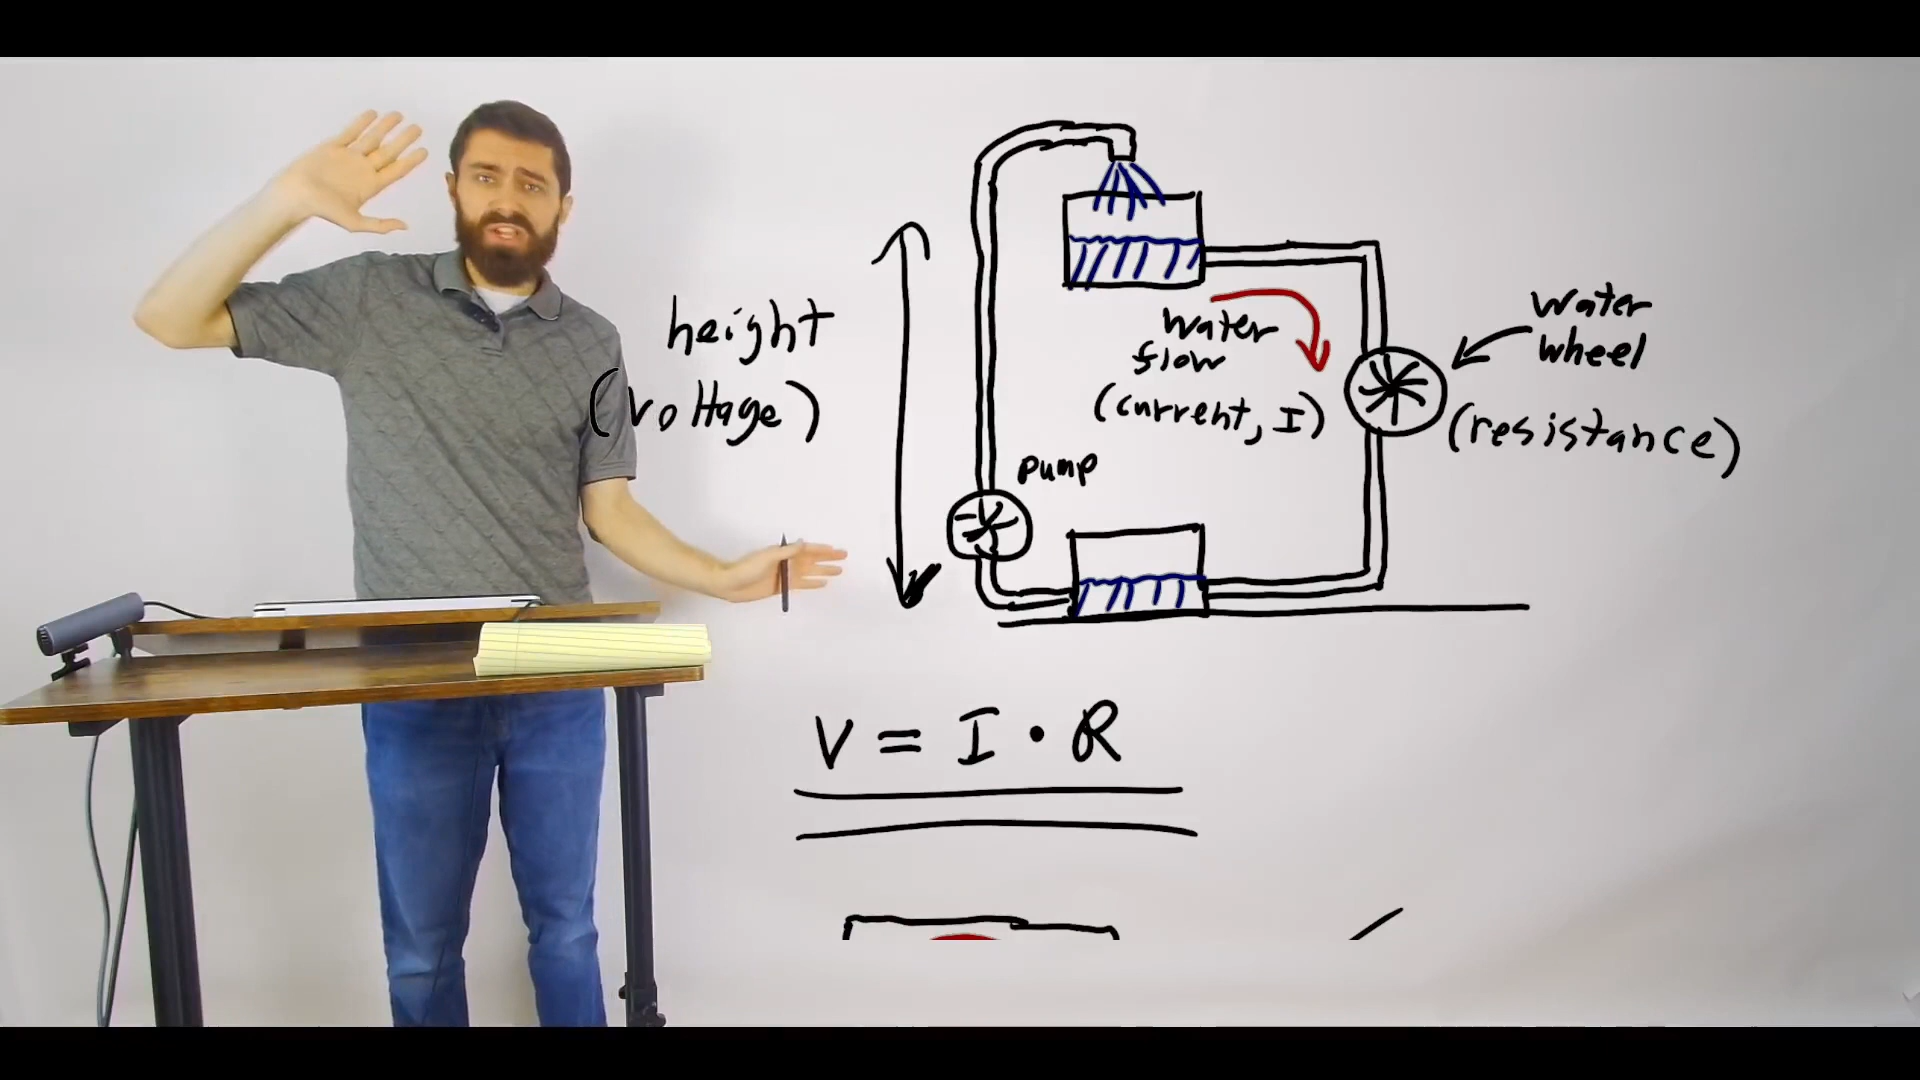 height
(voltage)
water
flow
(current, I)
water
wheel
(resistance)
pump
V = I · R